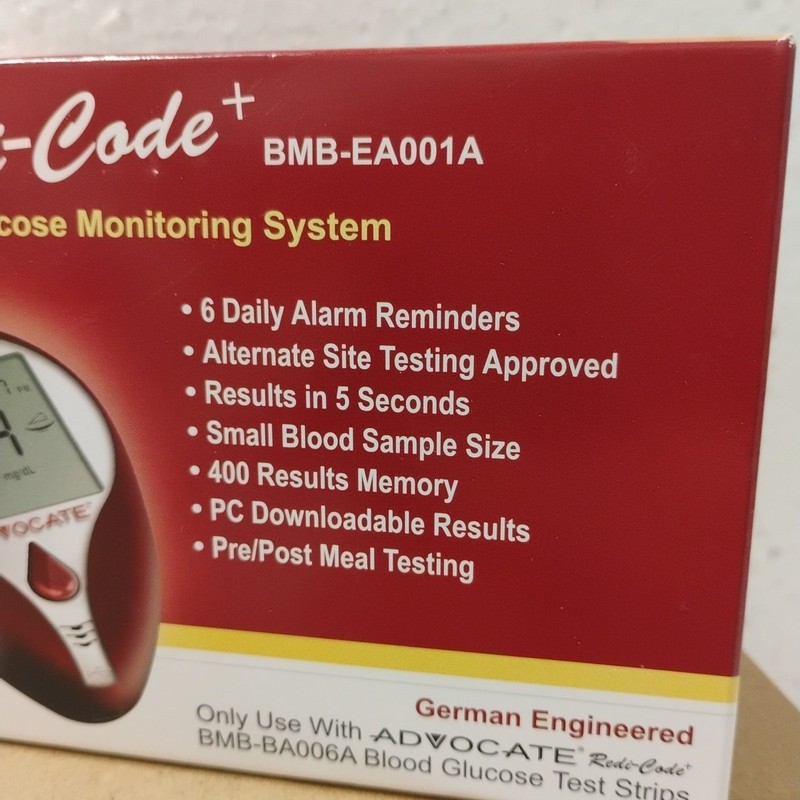 -Code+ BMB-EA001A
cose Monitoring System
• 6 Daily Alarm Reminders
• Alternate Site Testing Approved
• Results in 5 Seconds
• Small Blood Sample Size
• 400 Results Memory
• PC Downloadable Results
• Pre/Post Meal Testing
mg/dL
VOCATE™
German Engineered
Only Use With ADVOCATE® Redi-Code+
BMB-BA006A Blood Glucose Test Strips